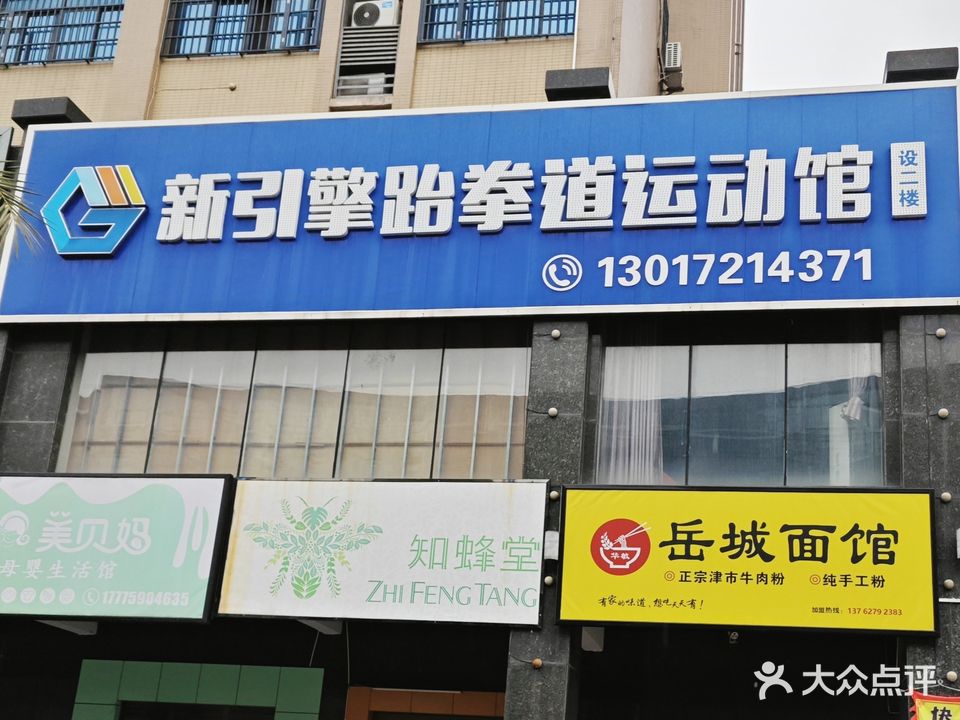 新引擎跆拳道运动馆
设二楼
13017214371
美贝妈
母婴生活馆
17775904635
知蜂堂
ZHI FENG TANG
华敏
岳城面馆
正宗津市牛肉粉 纯手工粉
有家的味道、想吃天天有！
加盟热线：137 6279 2383
大众点评